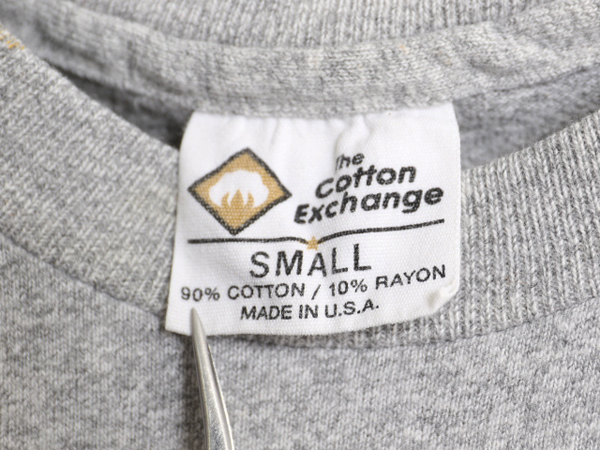 The
Cotton
Exchange
SMALL
90% COTTON / 10% RAYON
MADE IN U.S.A.